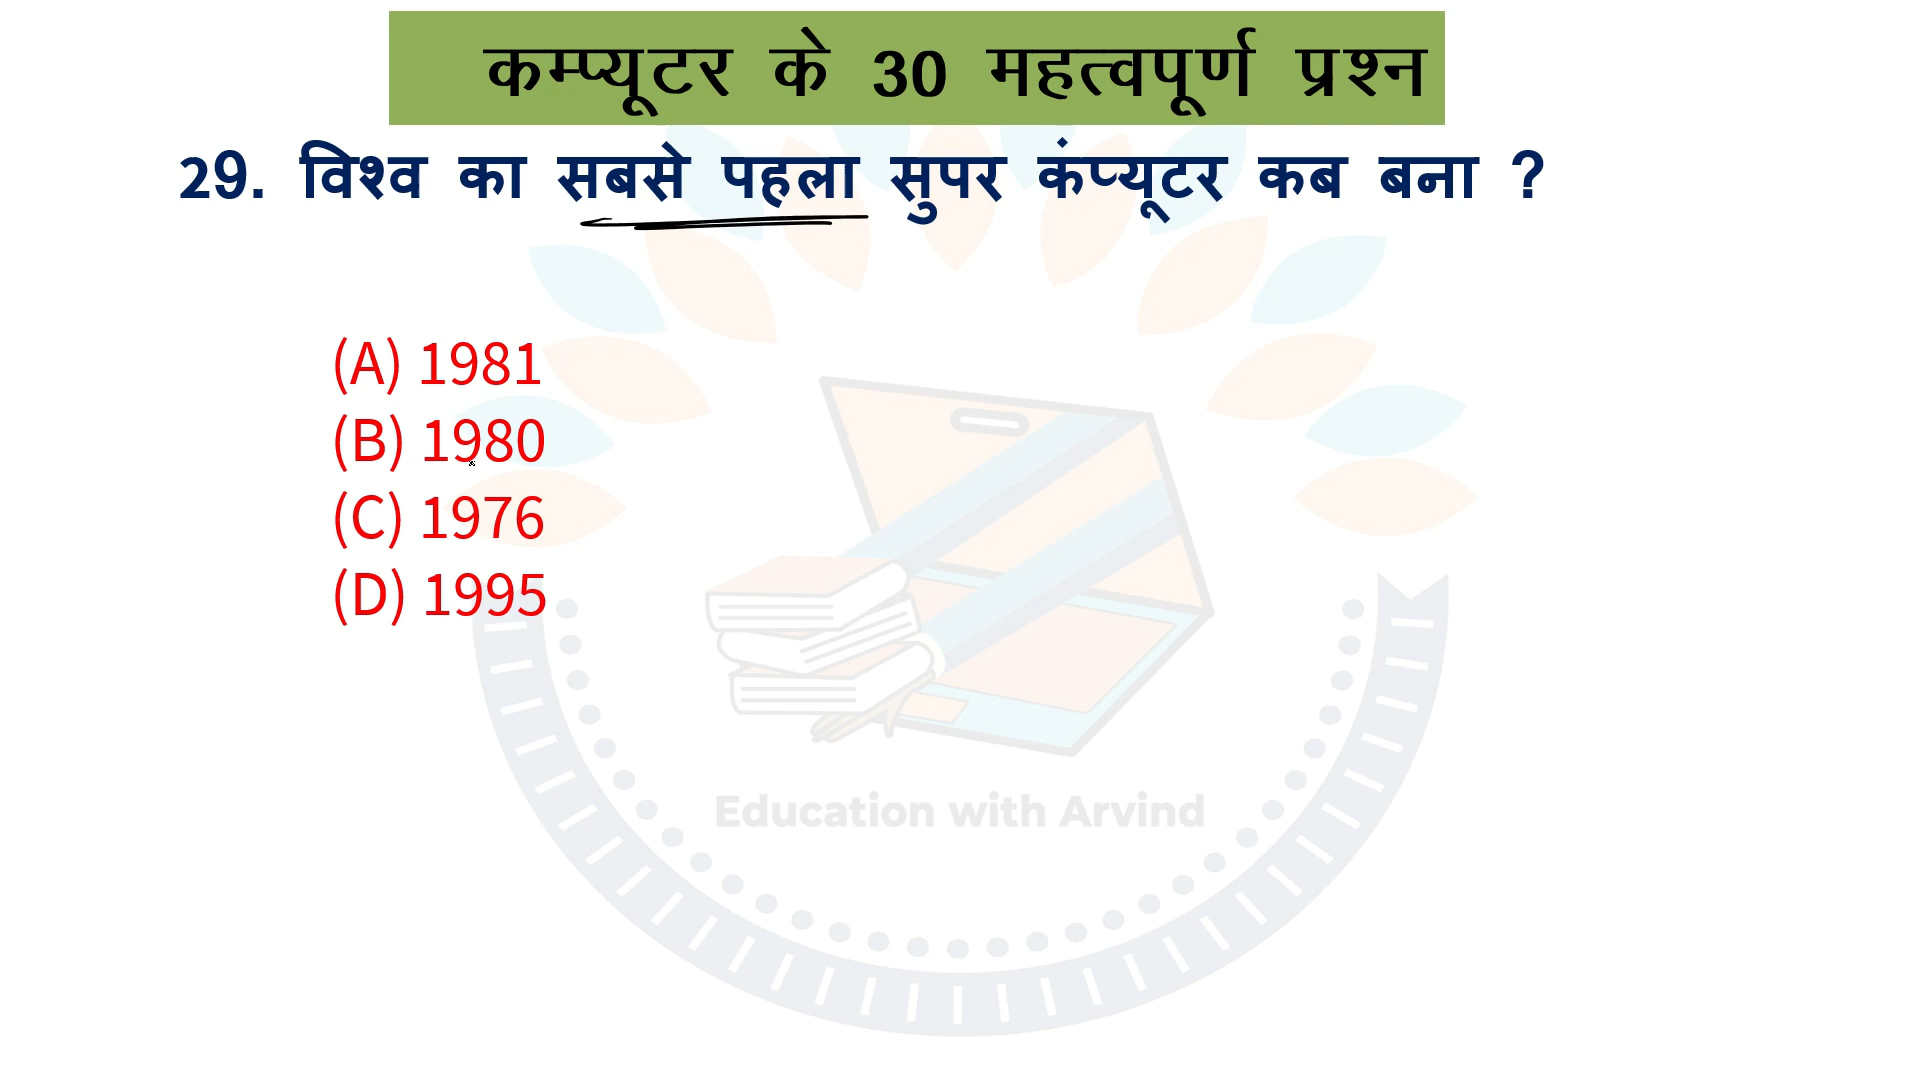 कम्प्यूटर के 30 महत्वपूर्ण प्रश्न
29. विश्व का सबसे पहला सुपर कंप्यूटर कब बना ?
(A) 1981
(B) 1980
(C) 1976
(D) 1995
Education with Arvind